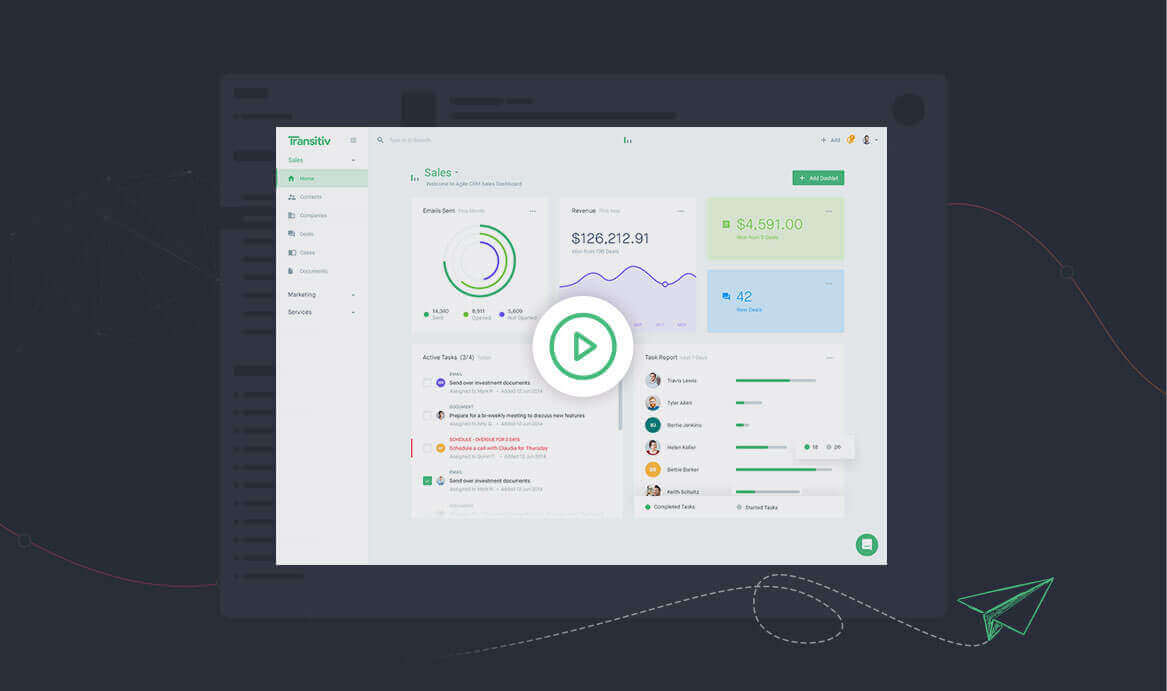 Transitiv
Type in to Search
Add
Sales
Home
Contacts
Companies
Deals
Cases
Documents
Marketing
Services
Sales
Welcome to Agile CRM Sales Dashboard
+ Add Dashlet
Emails Sent This Month
14,360
Sent
8,911
Opened
5,609
Not Opened
Revenue This Year
$126,212.91
Won from 136 Deals
SEP OCT NOV
$4,591.00
Won from 9 Deals
42
New Deals
Active Tasks (3/4) Today
EMAIL
Send over investment documents
Assigned to Mark R. • Added 12 Jun 2014
DOCUMENT
Prepare for a bi-weekly meeting to discuss new features
Assigned to Amy G. • Added 12 Jun 2014
SCHEDULE - OVERDUE FOR 2 DAYS
Schedule a call with Claudia for Thursday
Assigned to Quinn T. • Added 12 Jun 2014
EMAIL
Send over investment documents
Assigned to Mark R. • Added 12 Jun 2014
DOCUMENT
Task Report Last 7 Days
Travis Lewis
Tyler Allen
BJ
Bertie Jenkins
Helen Keller
18 26
BB
Bettie Barker
Keith Schultz
Completed Tasks
Started Tasks